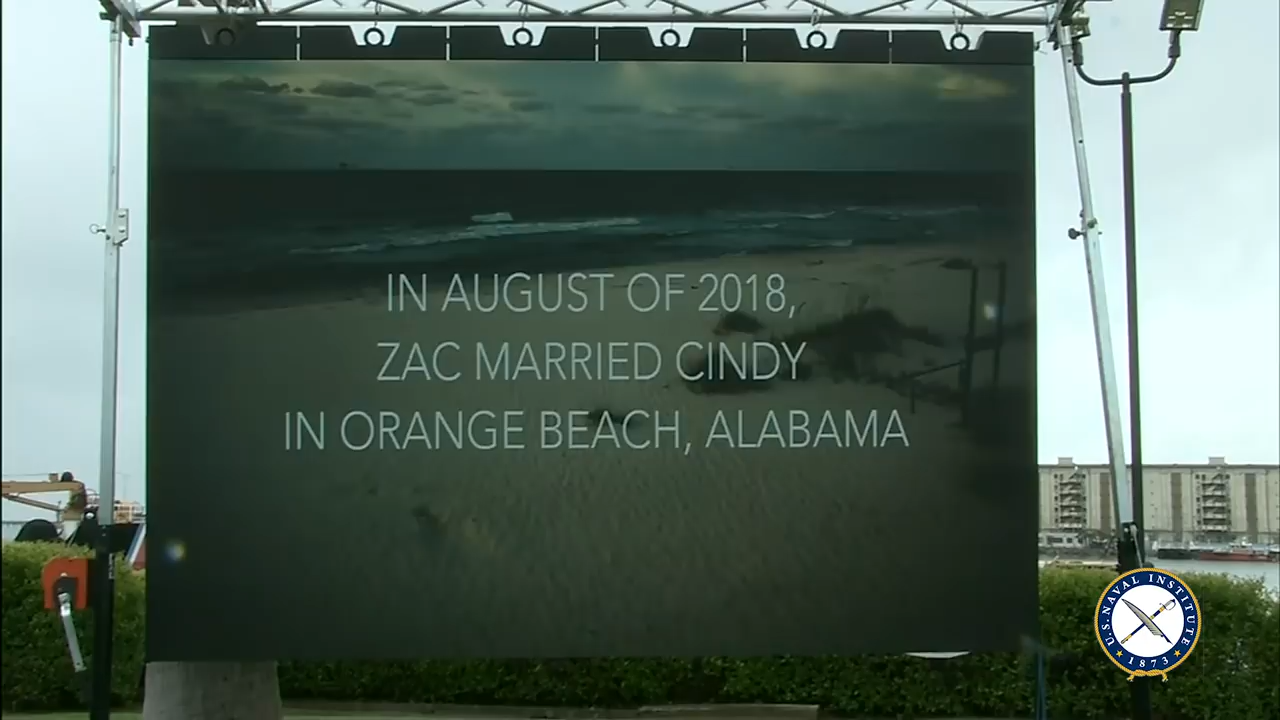 IN AUGUST OF 2018,
ZAC MARRIED CINDY
IN ORANGE BEACH, ALABAMA
U.S. NAVAL INSTITUTE
1873